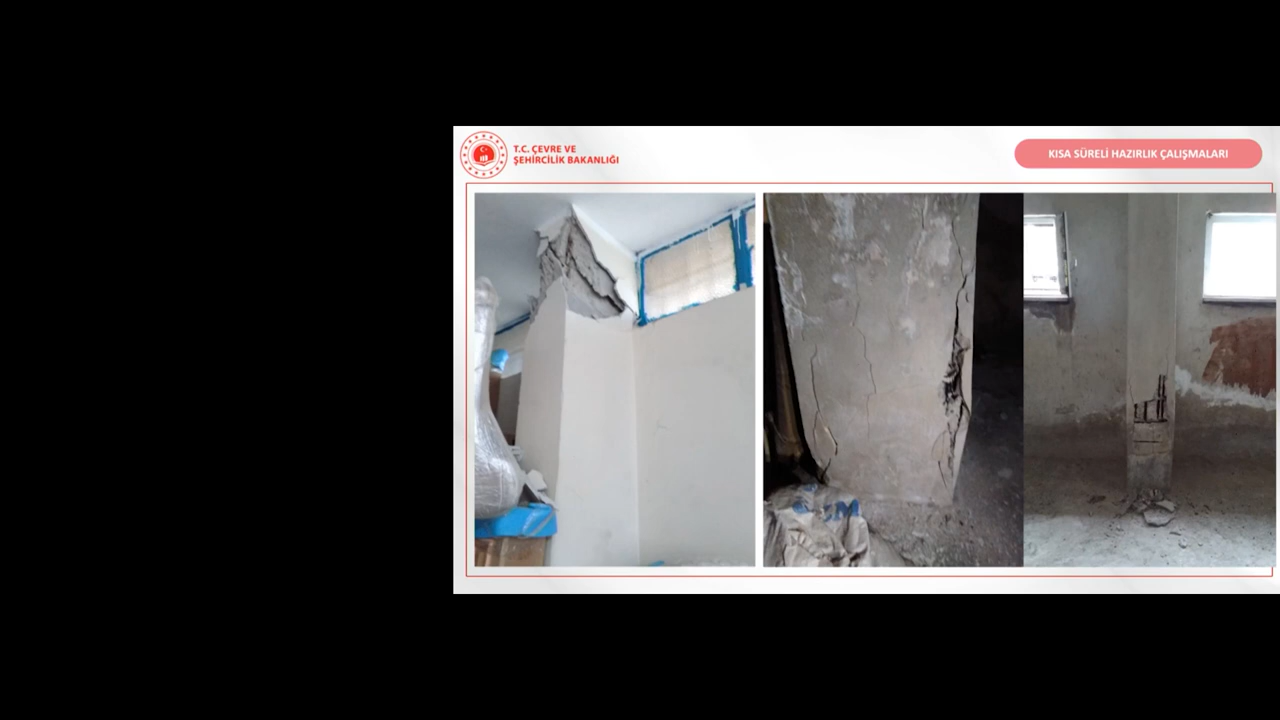 T.C. ÇEVRE VE
ŞEHİRCİLİK BAKANLIĞI
KISA SÜRELİ HAZIRLIK ÇALIŞMALARI